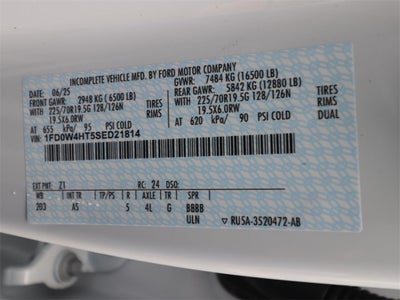 INCOMPLETE VEHICLE MFD. BY FORD MOTOR COMPANY
06/25 GVWR: 7484 KG (16500 LB)
FRONT GAWR: 2948 KG (6500 LB) REAR GAWR: 5842 KG (12880 LB)
225/70R19.5G 128/126N TIRES WITH 225/70R19.5G 128/126N TIRES
19.5X6.0RW RIMS 19.5X6.0RW RIMS/DUAL
AT 655 kPa/ 95 PSI COLD AT 620 kPa/ 90 PSI COLD
VIN: 1FD0W4HT5SED21814
EXT PNT: Z1 RC: 24 DSO:
WB BRK INT TR TP/PS R AXLE TR SPR
203 AS 5 4L G BBBB
ULN RU5A-3520472-AB